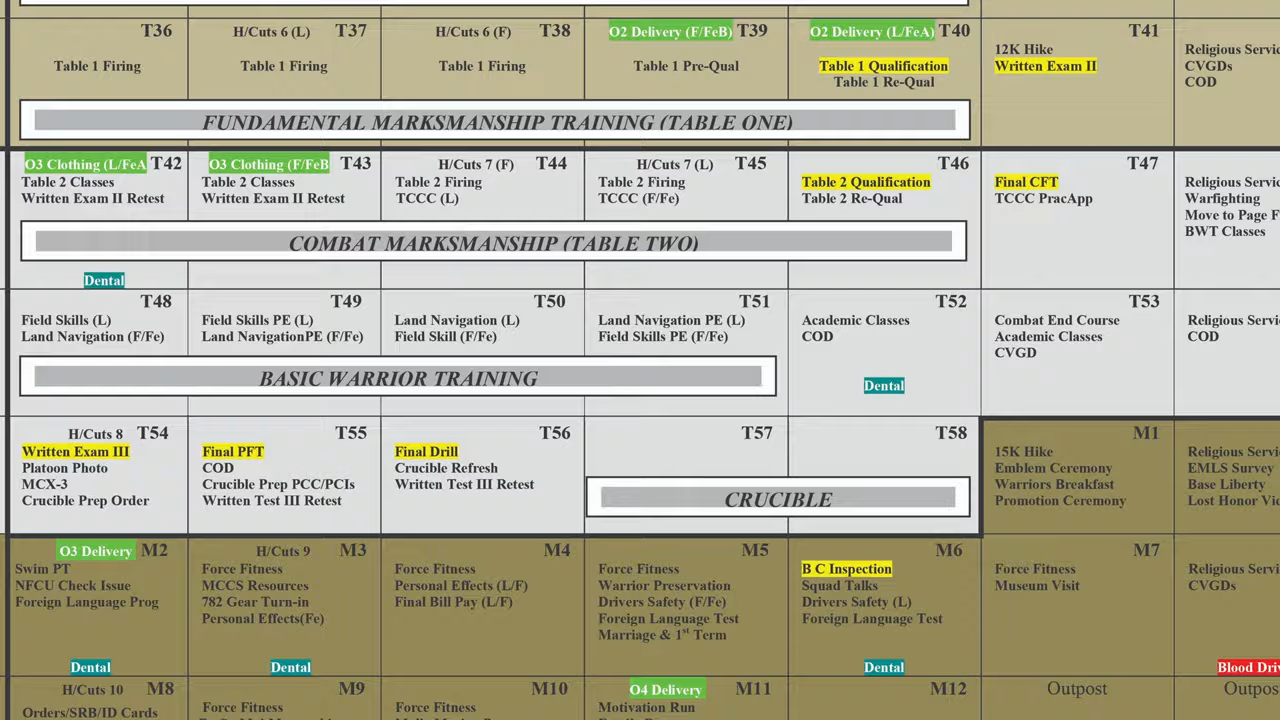 T36
Table 1 Firing
H/Cuts 6 (L) T37
Table 1 Firing
H/Cuts 6 (F) T38
Table 1 Firing
O2 Delivery (F/FeB) T39
Table 1 Pre-Qual
O2 Delivery (L/FeA) T40
Table 1 Qualification
Table 1 Re-Qual
T41
12K Hike
Written Exam II
Religious Servic
CVGDs
COD
FUNDAMENTAL MARKSMANSHIP TRAINING (TABLE ONE)
O3 Clothing (L/FeA T42
Table 2 Classes
Written Exam II Retest
O3 Clothing (F/FeB T43
Table 2 Classes
Written Exam II Retest
H/Cuts 7 (F) T44
Table 2 Firing
TCCC (L)
H/Cuts 7 (L) T45
Table 2 Firing
TCCC (F/Fe)
T46
Table 2 Qualification
Table 2 Re-Qual
T47
Final CFT
TCCC PracApp
Religious Servic
Warfighting
Move to Page F
BWT Classes
COMBAT MARKSMANSHIP (TABLE TWO)
Dental
T48
Field Skills (L)
Land Navigation (F/Fe)
T49
Field Skills PE (L)
Land NavigationPE (F/Fe)
T50
Land Navigation (L)
Field Skill (F/Fe)
T51
Land Navigation PE (L)
Field Skills PE (F/Fe)
T52
Academic Classes
COD
Dental
T53
Combat End Course
Academic Classes
CVGD
Religious Servic
COD
BASIC WARRIOR TRAINING
H/Cuts 8 T54
Written Exam III
Platoon Photo
MCX-3
Crucible Prep Order
T55
Final PFT
COD
Crucible Prep PCC/PCIs
Written Test III Retest
T56
Final Drill
Crucible Refresh
Written Test III Retest
T57
T58
CRUCIBLE
M1
15K Hike
Emblem Ceremony
Warriors Breakfast
Promotion Ceremony
Religious Servic
EMLS Survey
Base Liberty
Lost Honor Vic
O3 Delivery M2
Swim PT
NFCU Check Issue
Foreign Language Prog
Dental
H/Cuts 9 M3
Force Fitness
MCCS Resources
782 Gear Turn-in
Personal Effects(Fe)
Dental
M4
Force Fitness
Personal Effects (L/F)
Final Bill Pay (L/F)
M5
Force Fitness
Warrior Preservation
Drivers Safety (F/Fe)
Foreign Language Test
Marriage & 1st Term
M6
B C Inspection
Squad Talks
Drivers Safety (L)
Foreign Language Test
Dental
M7
Force Fitness
Museum Visit
Religious Servi
CVGDs
Blood Driv
H/Cuts 10 M8
Orders/SRB/ID Cards
M9
Force Fitness
M10
Force Fitness
O4 Delivery M11
Motivation Run
M12
Outpost
Outpos